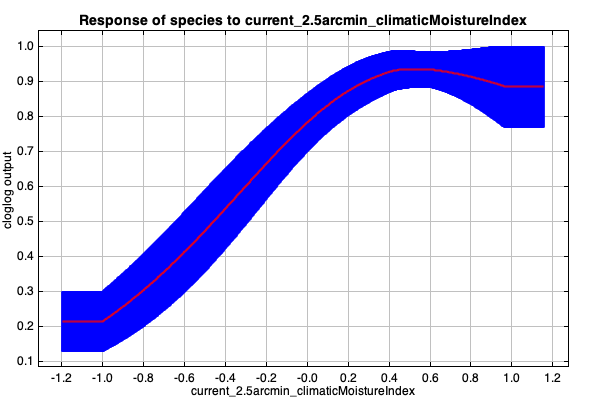 Response of species to current_2.5arcmin_climaticMoistureIndex
1.0
0.9
0.8
0.7
0.6
0.5
0.4
0.3
0.2
0.1
cloglog output
-1.2 -1.0 -0.8 -0.6 -0.4 -0.2 -0.0 0.2 0.4 0.6 0.8 1.0 1.2
current_2.5arcmin_climaticMoistureIndex